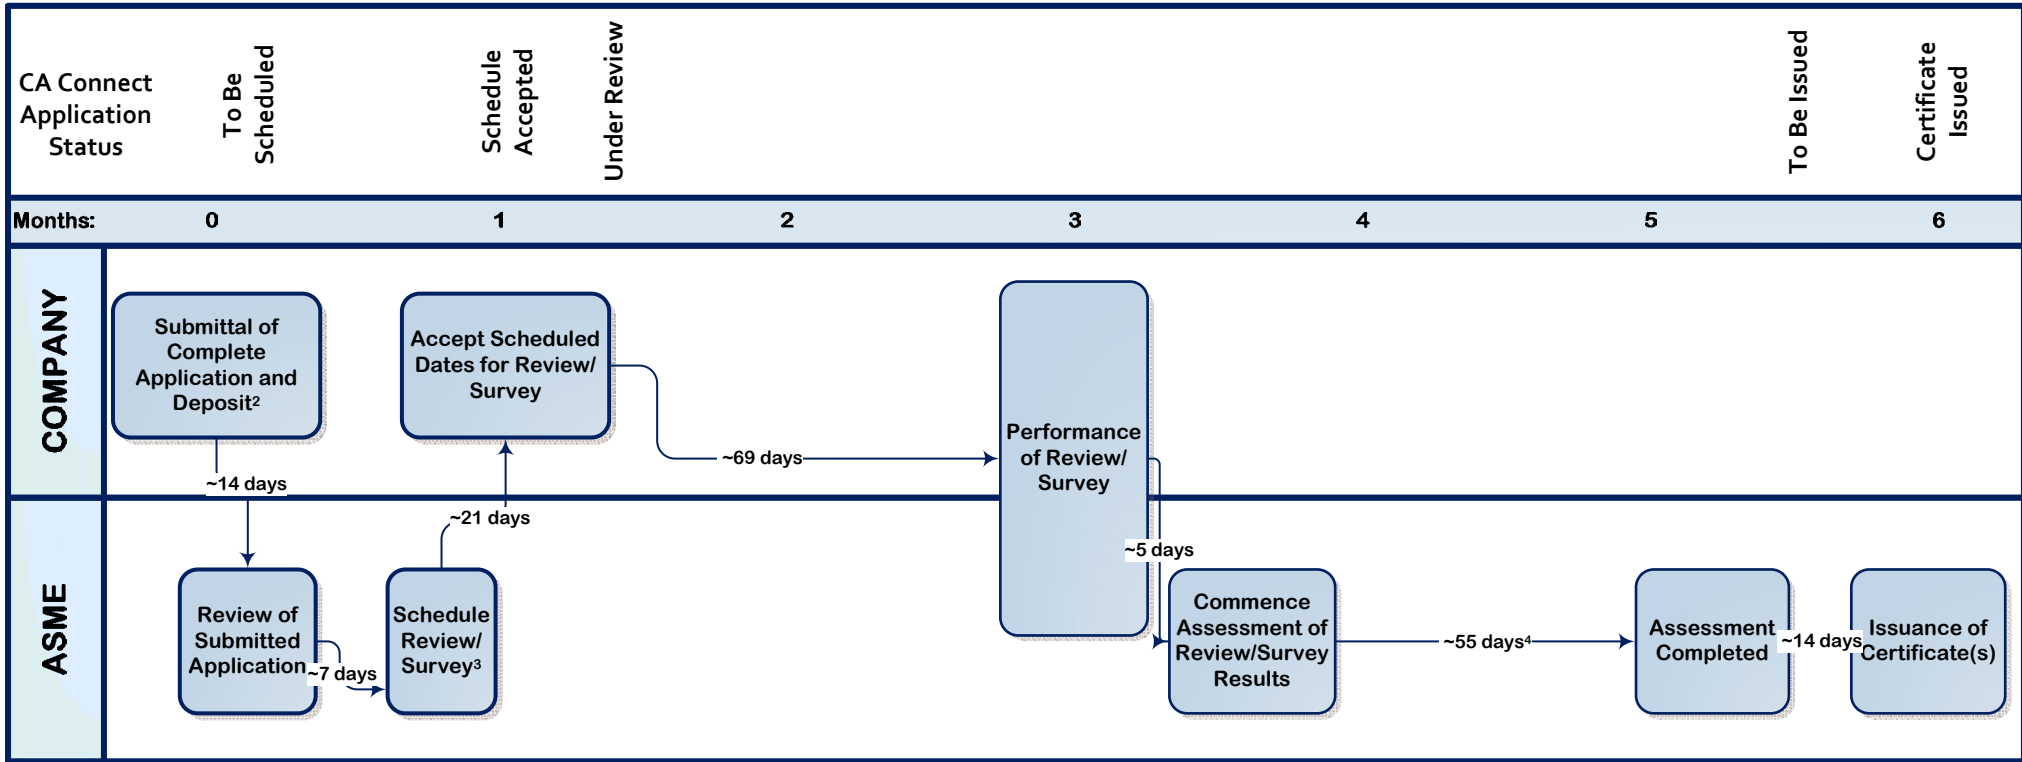 CA Connect
Application
Status
To Be
Scheduled
Schedule
Accepted
Under Review
To Be Issued
Certificate
Issued
Months: 0 1 2 3 4 5 6
COMPANY
Submittal of
Complete
Application and
Deposit²
Accept Scheduled
Dates for Review/
Survey
Performance
of Review/
Survey
~14 days
~69 days
~21 days
~5 days
ASME
Review of
Submitted
Application
~7 days
Schedule
Review/
Survey³
Commence
Assessment of
Review/Survey
Results
~55 days⁴
Assessment
Completed
~14 days
Issuance of
Certificate(s)